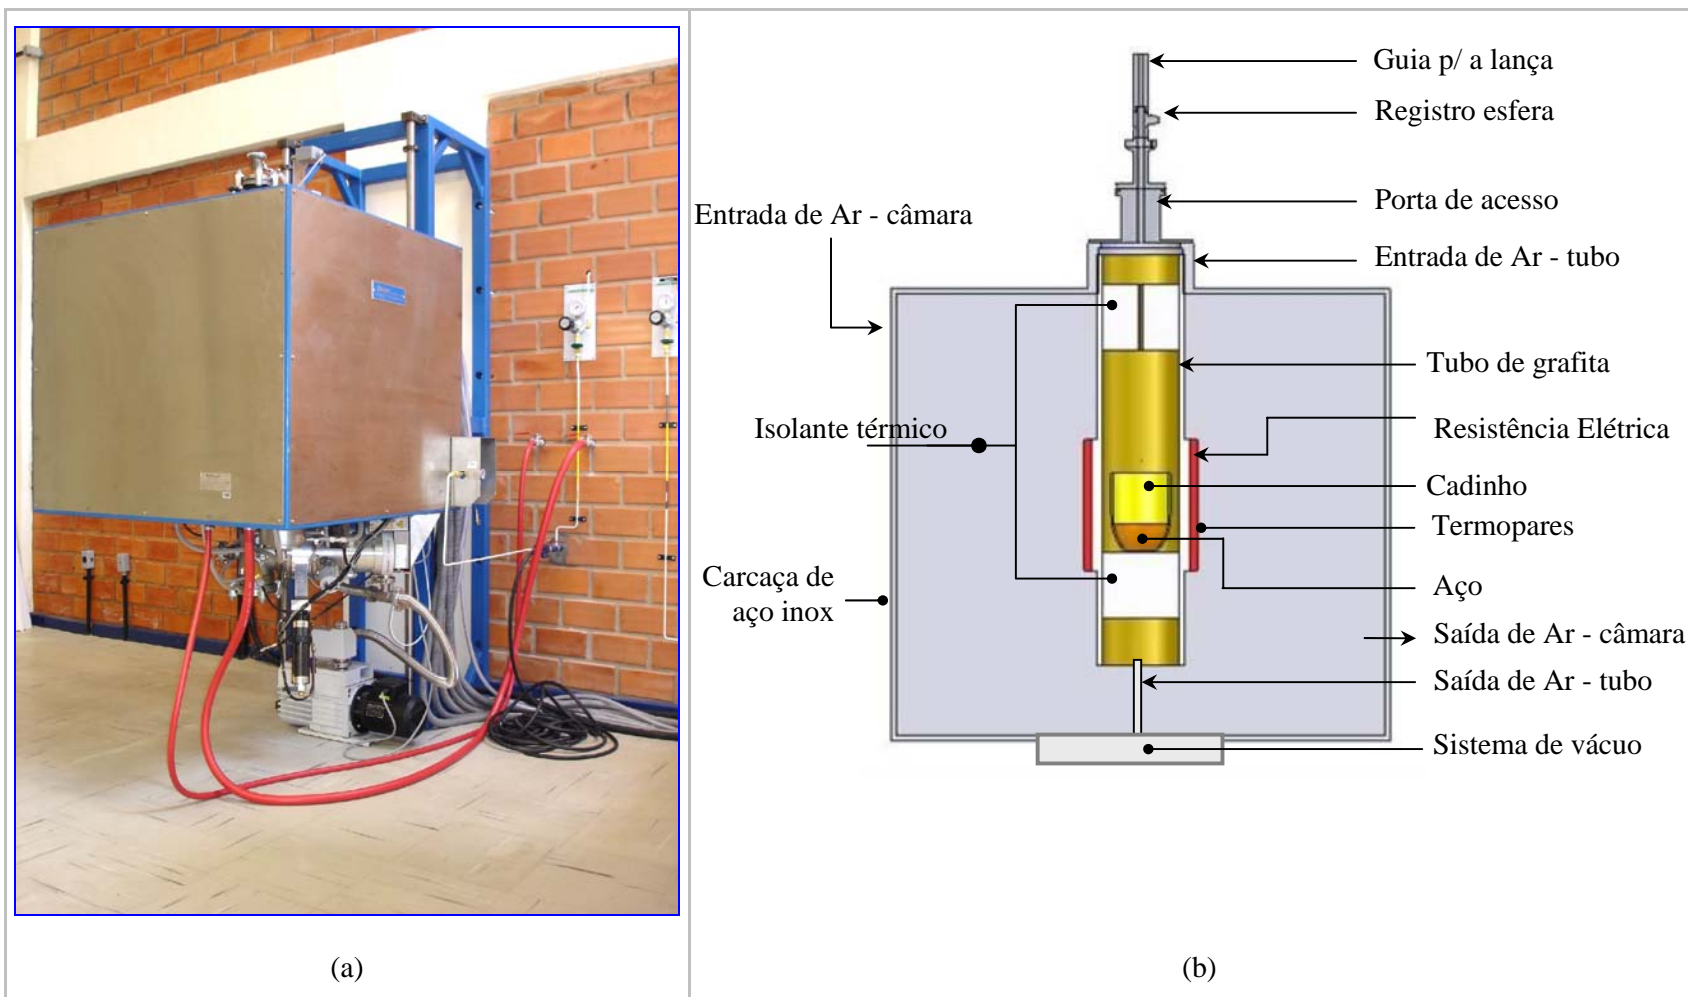 Guia p/ a lança
Registro esfera
Porta de acesso
Entrada de Ar - câmara
Entrada de Ar - tubo
Tubo de grafita
Isolante térmico
Resistência Elétrica
Cadinho
Termopares
Carcaça de
aço inox
Aço
Saída de Ar - câmara
Saída de Ar - tubo
Sistema de vácuo
(a)
(b)